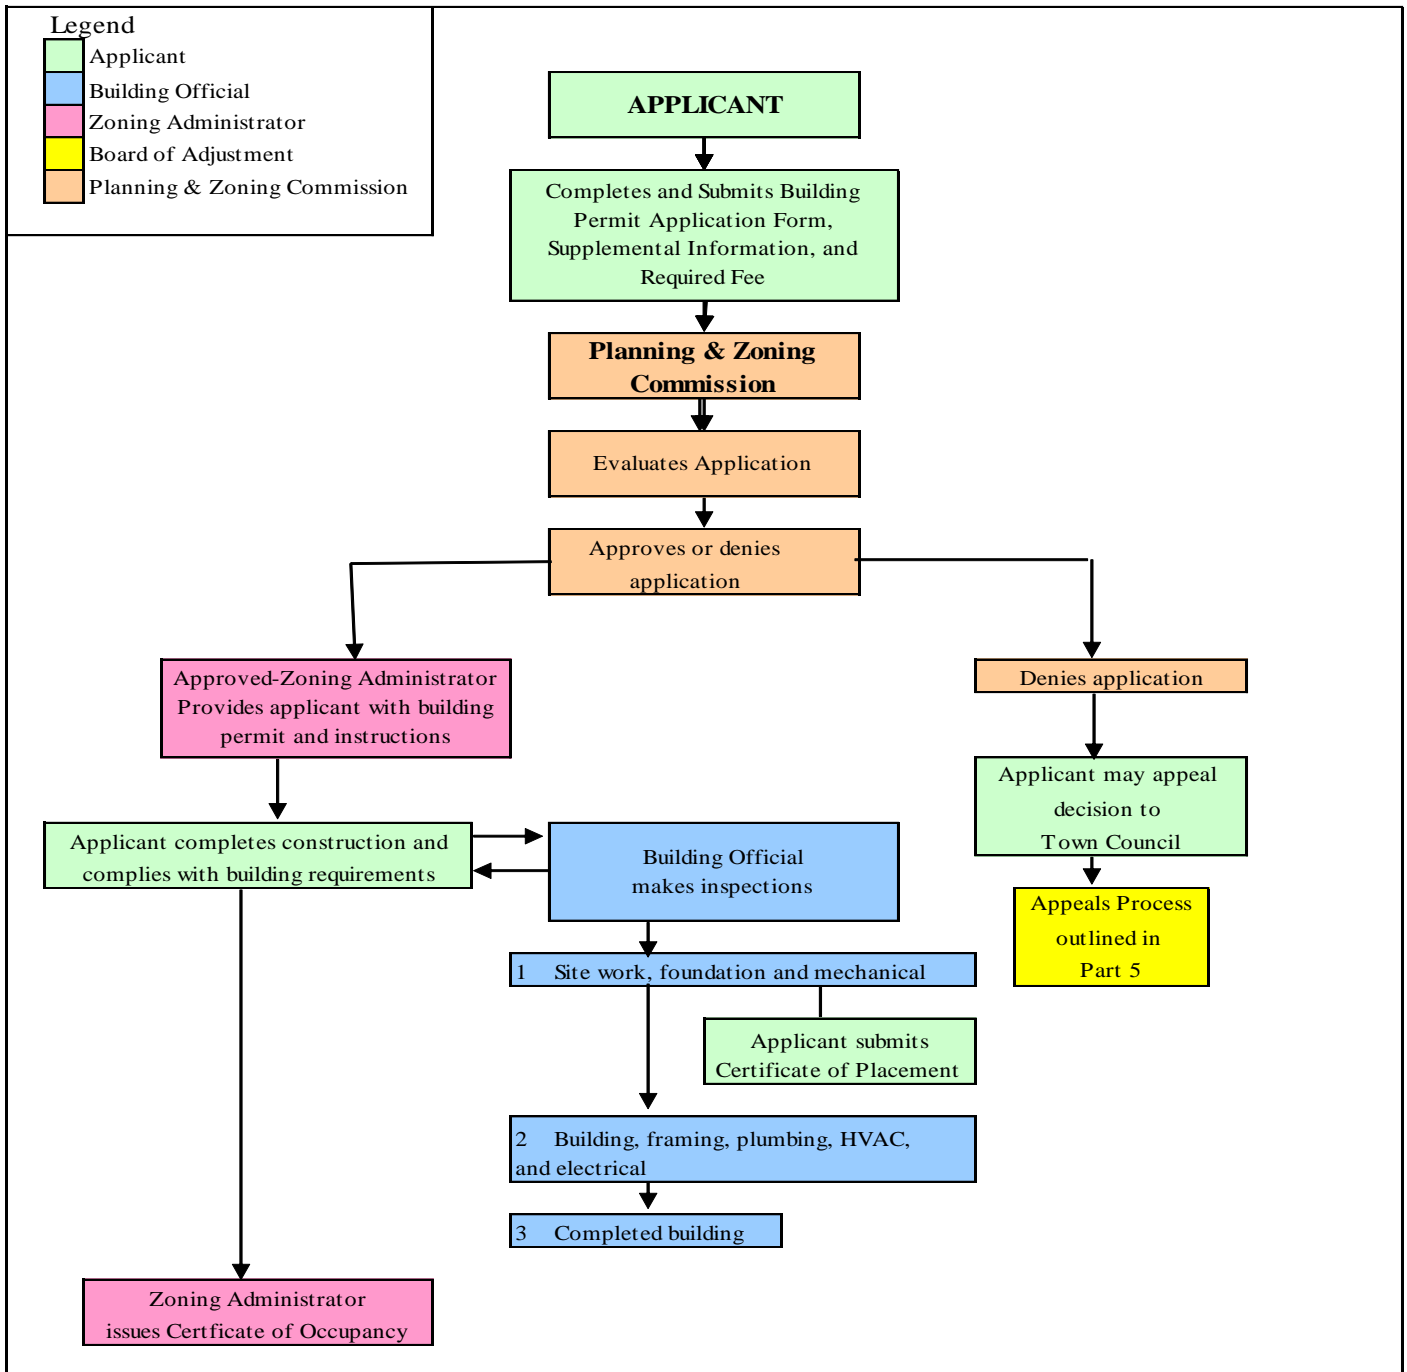 Legend
Applicant
Building Official
Zoning Administrator
Board of Adjustment
Planning & Zoning Commission
APPLICANT
Completes and Submits Building
Permit Application Form,
Supplemental Information, and
Required Fee
Planning & Zoning
Commission
Evaluates Application
Approves or denies
application
Approved-Zoning Administrator
Provides applicant with building
permit and instructions
Denies application
Applicant may appeal
decision to
Town Council
Applicant completes construction and
complies with building requirements
Building Official
makes inspections
Appeals Process
outlined in
Part 5
1 Site work, foundation and mechanical
Applicant submits
Certificate of Placement
2 Building, framing, plumbing, HVAC,
and electrical
3 Completed building
Zoning Administrator
issues Certficate of Occupancy